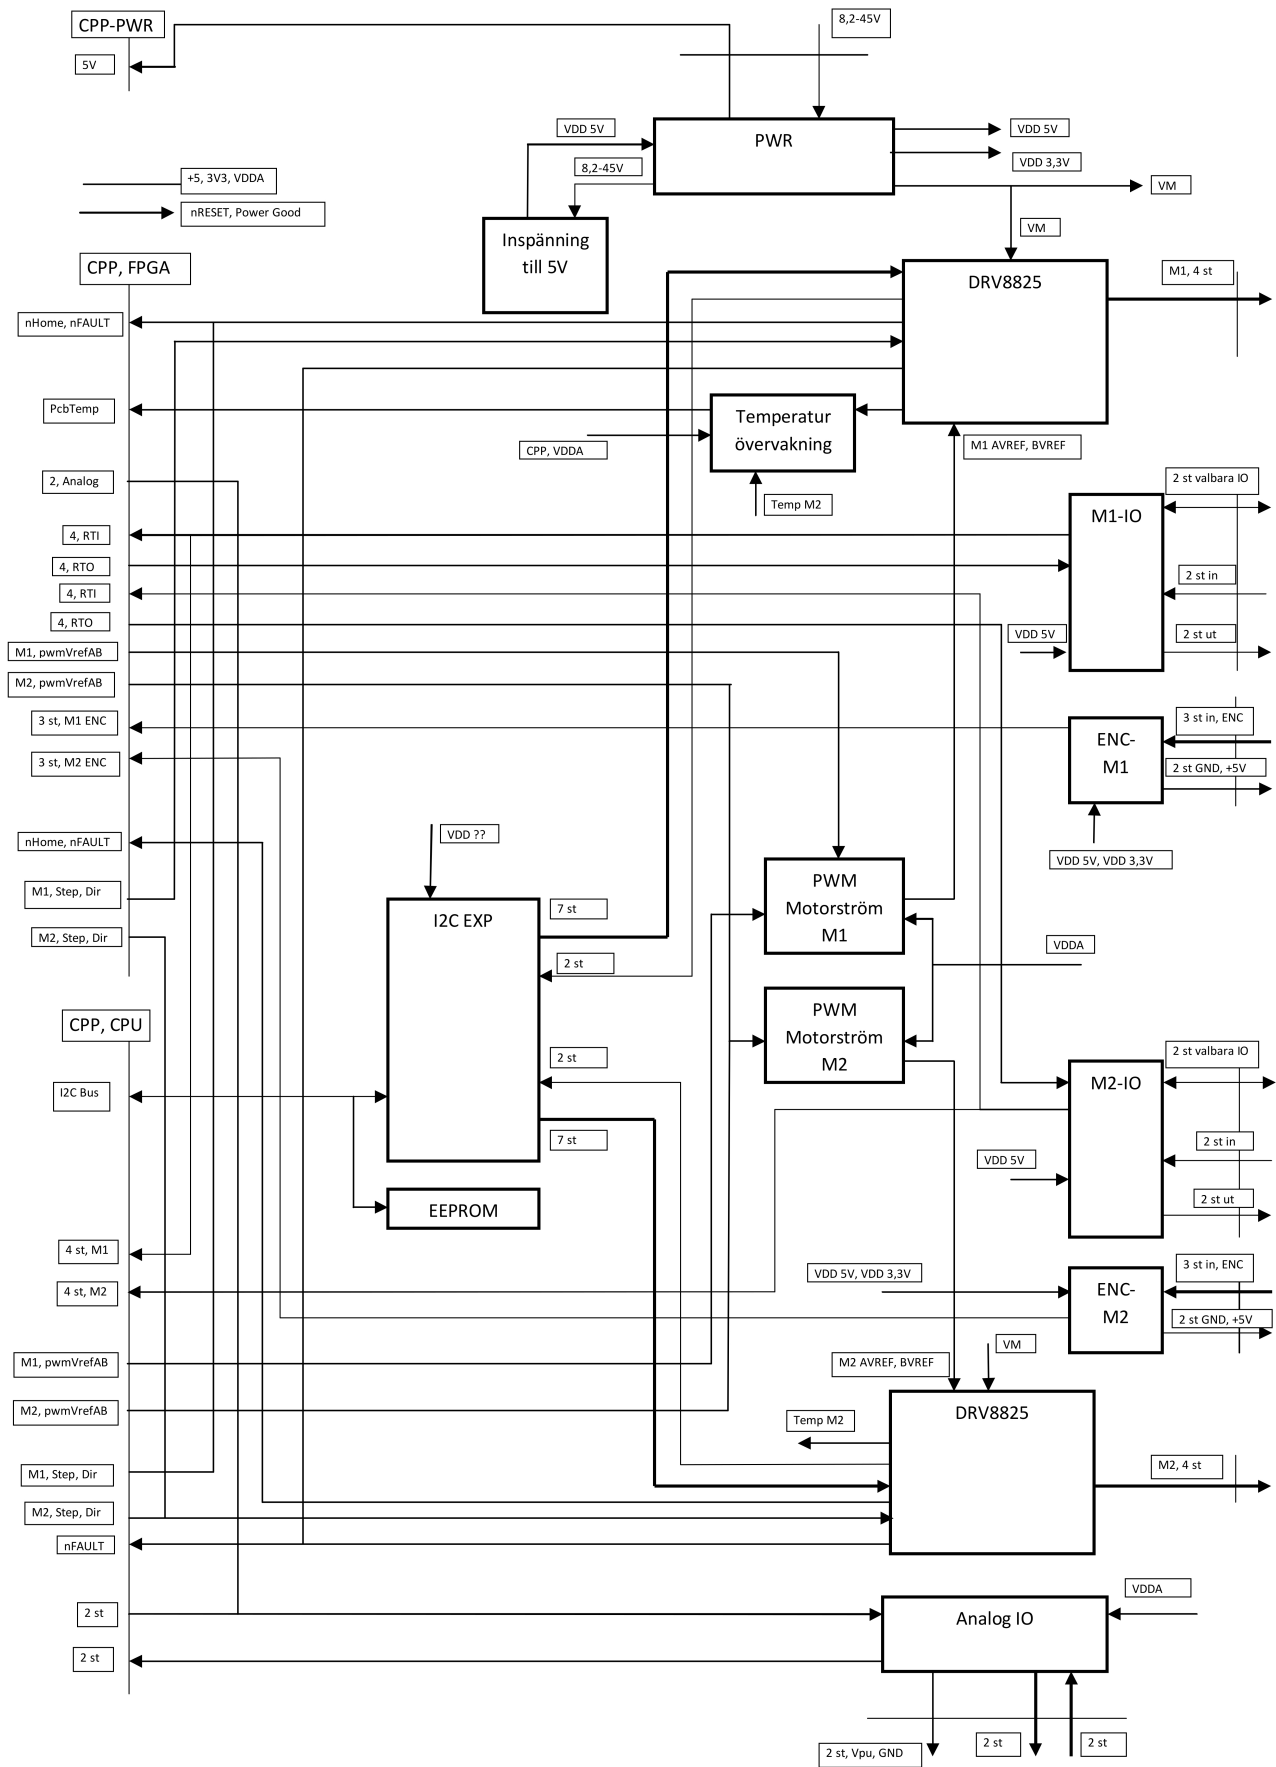 CPP-PWR
8,2-45V
5V
VDD 5V
PWR
VDD 5V
8,2-45V
VDD 3,3V
+5, 3V3, VDDA
VM
nRESET, Power Good
VM
Inspänning
till 5V
CPP, FPGA
DRV8825
M1, 4 st
nHome, nFAULT
PcbTemp
Temperatur
övervakning
CPP, VDDA
M1 AVREF, BVREF
2, Analog
Temp M2
2 st valbara IO
M1-IO
4, RTI
4, RTO
2 st in
4, RTI
4, RTO
VDD 5V
2 st ut
M1, pwmVrefAB
M2, pwmVrefAB
3 st, M1 ENC
3 st in, ENC
ENC-
M1
3 st, M2 ENC
2 st GND, +5V
nHome, nFAULT
VDD ??
VDD 5V, VDD 3,3V
M1, Step, Dir
PWM
Motorström
M1
I2C EXP
7 st
M2, Step, Dir
VDDA
2 st
CPP, CPU
PWM
Motorström
M2
2 st
2 st valbara IO
I2C Bus
M2-IO
7 st
2 st in
VDD 5V
EEPROM
2 st ut
4 st, M1
3 st in, ENC
VDD 5V, VDD 3,3V
4 st, M2
ENC-
M2
2 st GND, +5V
M1, pwmVrefAB
M2 AVREF, BVREF
VM
M2, pwmVrefAB
DRV8825
Temp M2
M1, Step, Dir
M2, 4 st
M2, Step, Dir
nFAULT
VDDA
2 st
Analog IO
2 st
2 st, Vpu, GND
2 st
2 st